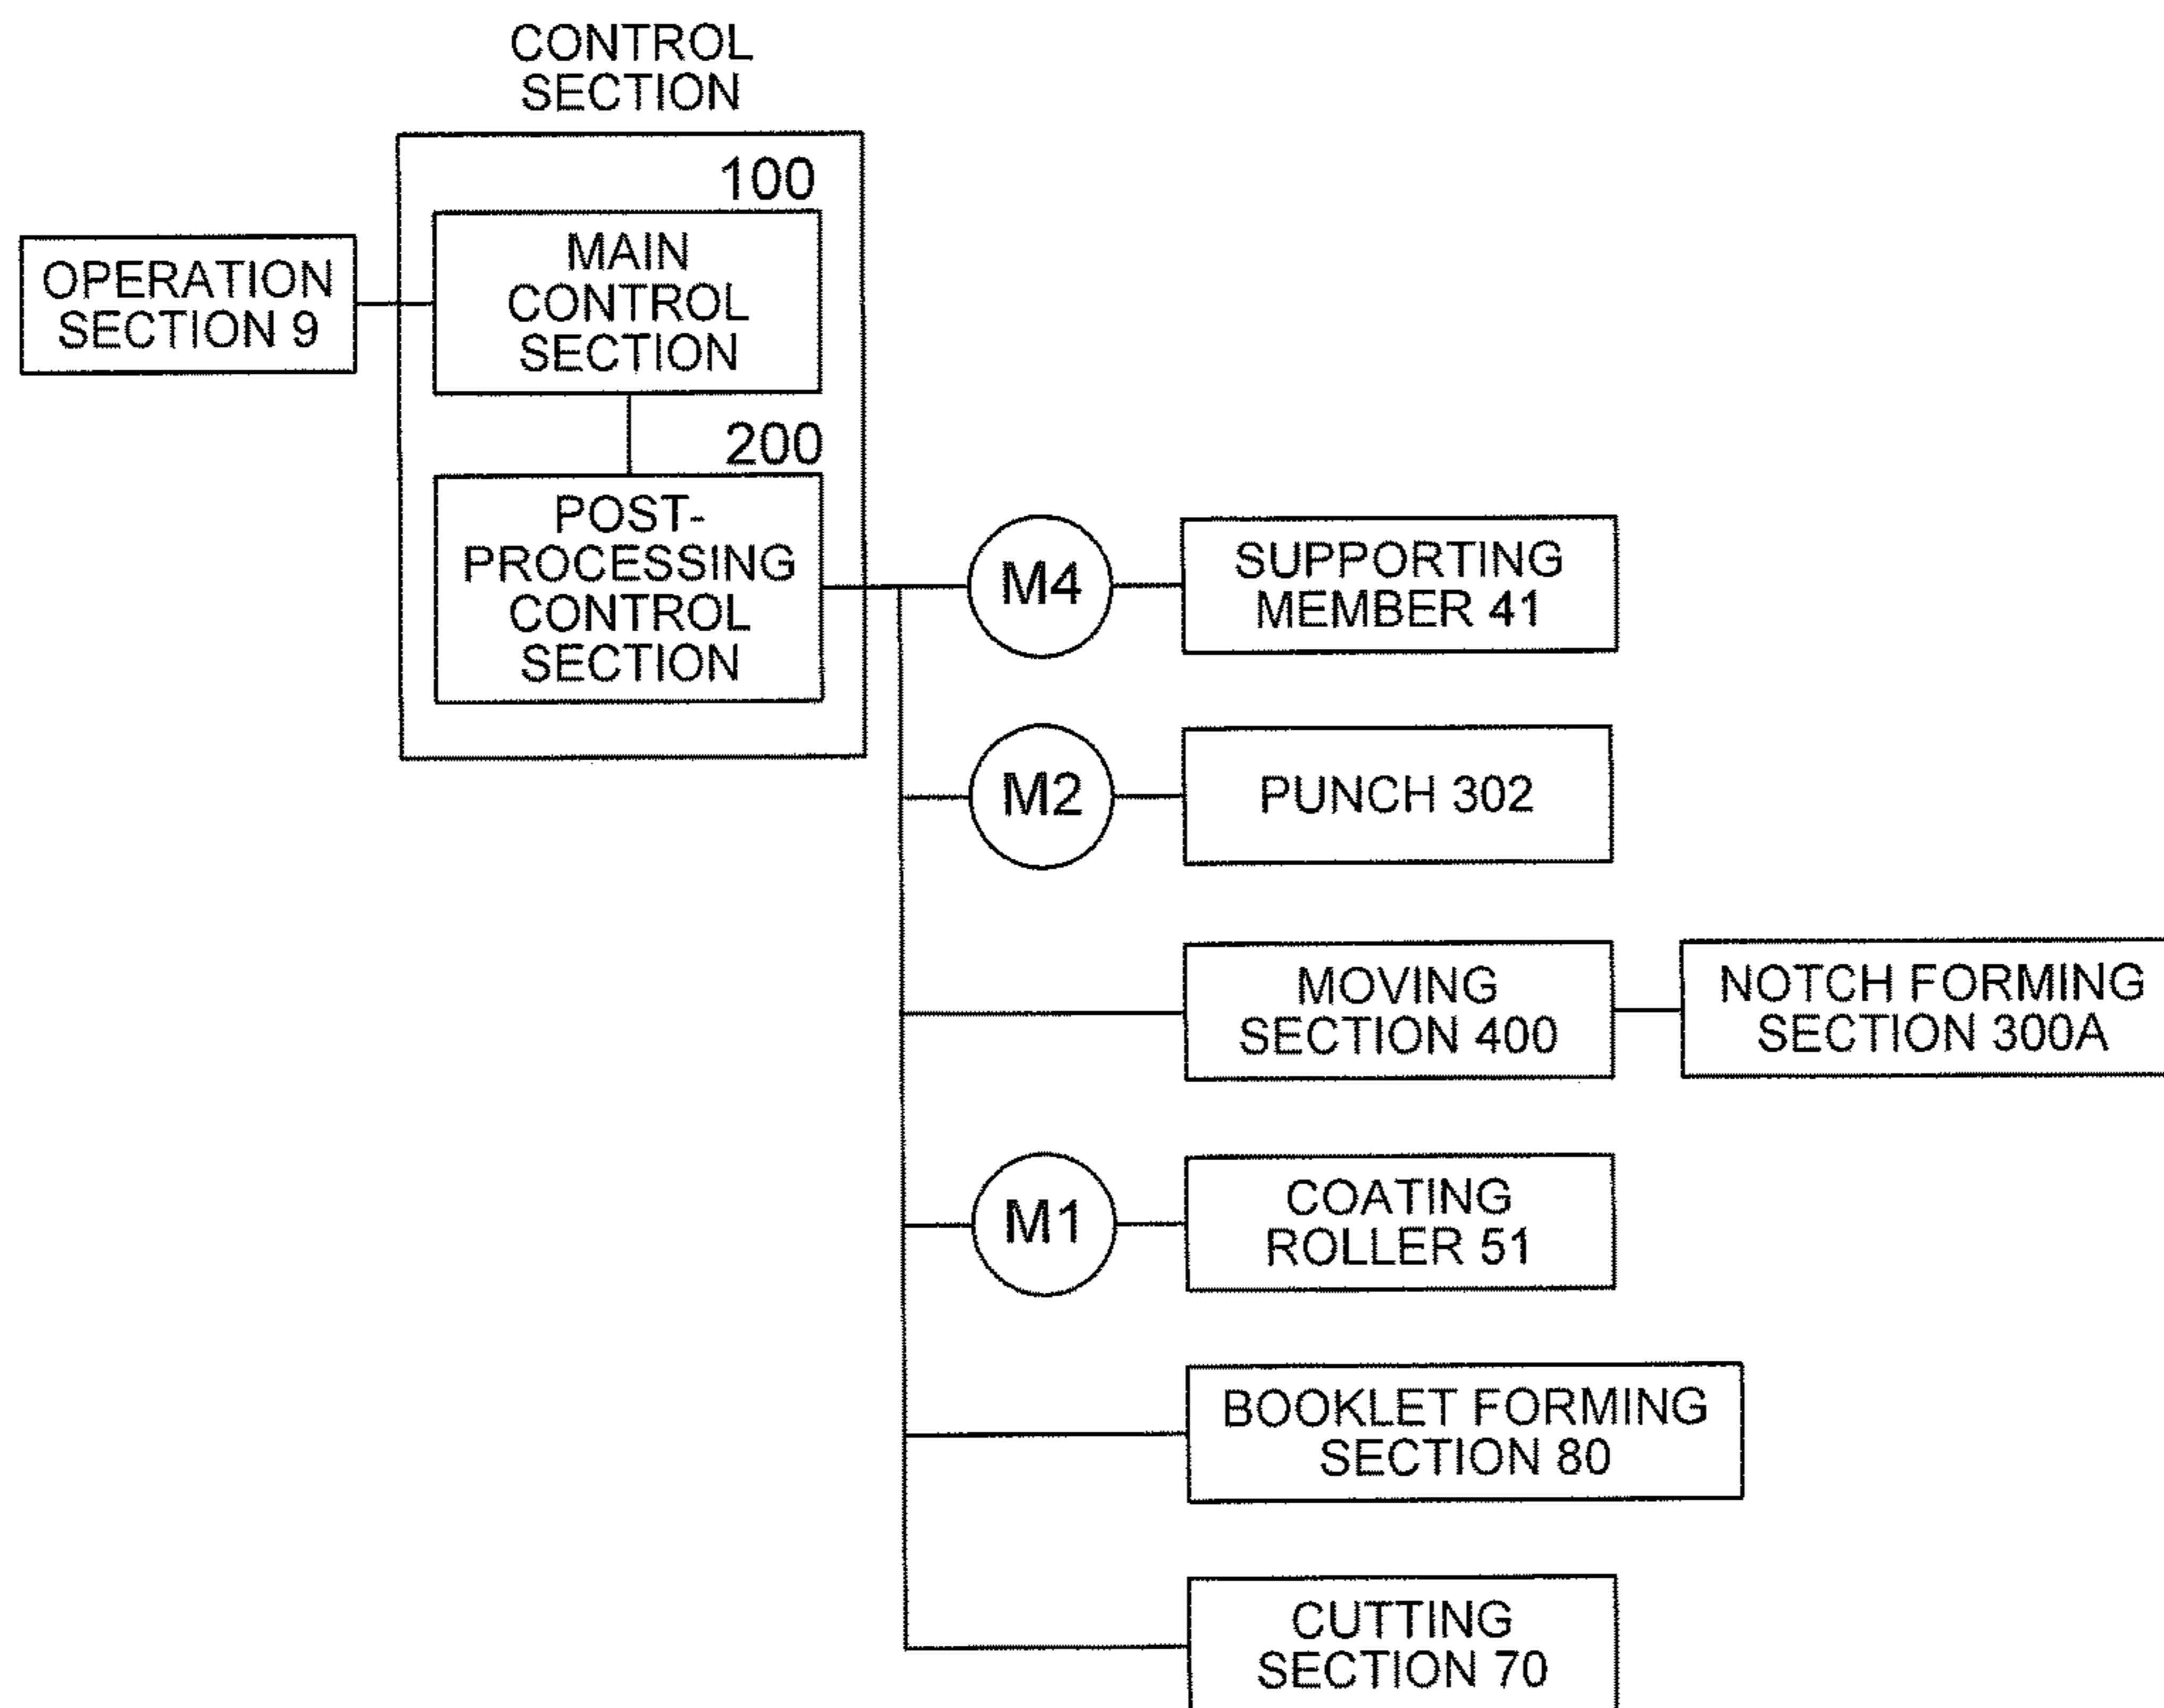 CONTROL
SECTION
100
MAIN
CONTROL
SECTION
OPERATION
SECTION 9
200
POST-
PROCESSING
CONTROL
SECTION
M4
SUPPORTING
MEMBER 41
M2
PUNCH 302
MOVING
SECTION 400
NOTCH FORMING
SECTION 300A
M1
COATING
ROLLER 51
BOOKLET FORMING
SECTION 80
CUTTING
SECTION 70